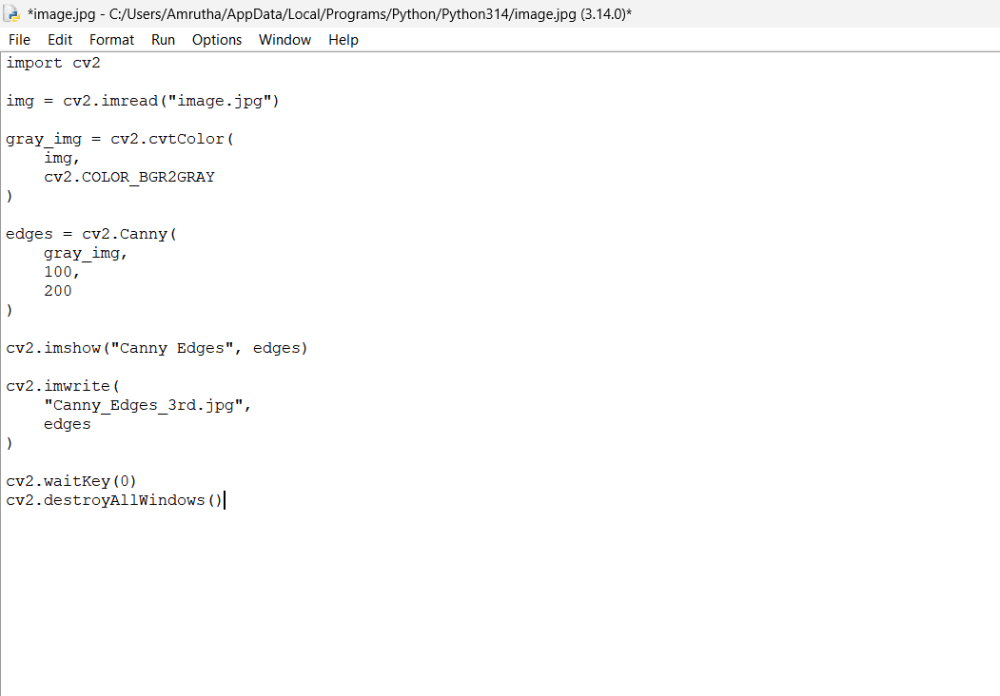 *image.jpg - C:/Users/Amrutha/AppData/Local/Programs/Python/Python314/image.jpg (3.14.0)*
File Edit Format Run Options Window Help
import cv2
img = cv2.imread("image.jpg")
gray_img = cv2.cvtColor(
    img,
    cv2.COLOR_BGR2GRAY
)
edges = cv2.Canny(
    gray_img,
    100,
    200
)
cv2.imshow("Canny Edges", edges)
cv2.imwrite(
    "Canny_Edges_3rd.jpg",
    edges
)
cv2.waitKey(0)
cv2.destroyAllWindows()